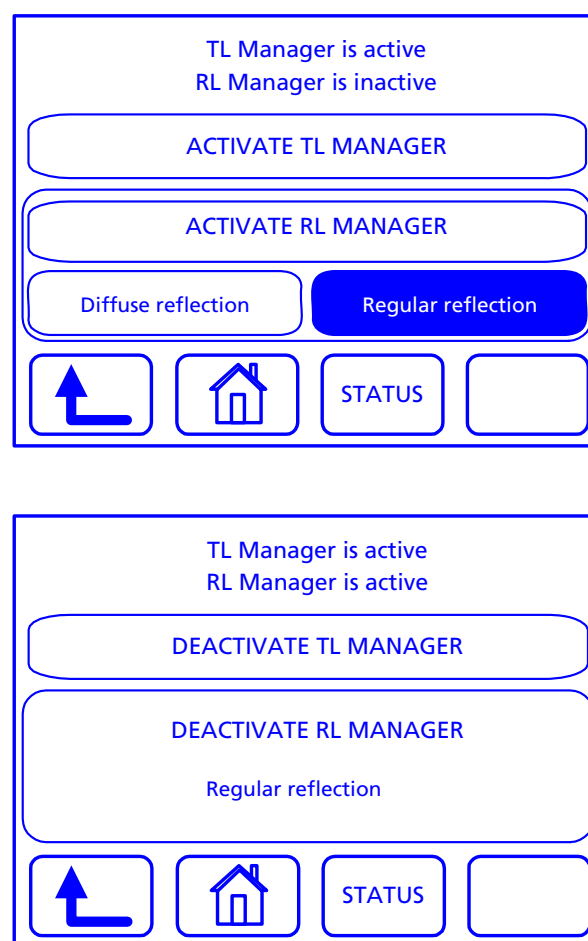 TL Manager is active
RL Manager is inactive
ACTIVATE TL MANAGER
ACTIVATE RL MANAGER
Diffuse reflection Regular reflection
STATUS
TL Manager is active
RL Manager is active
DEACTIVATE TL MANAGER
DEACTIVATE RL MANAGER
Regular reflection
STATUS